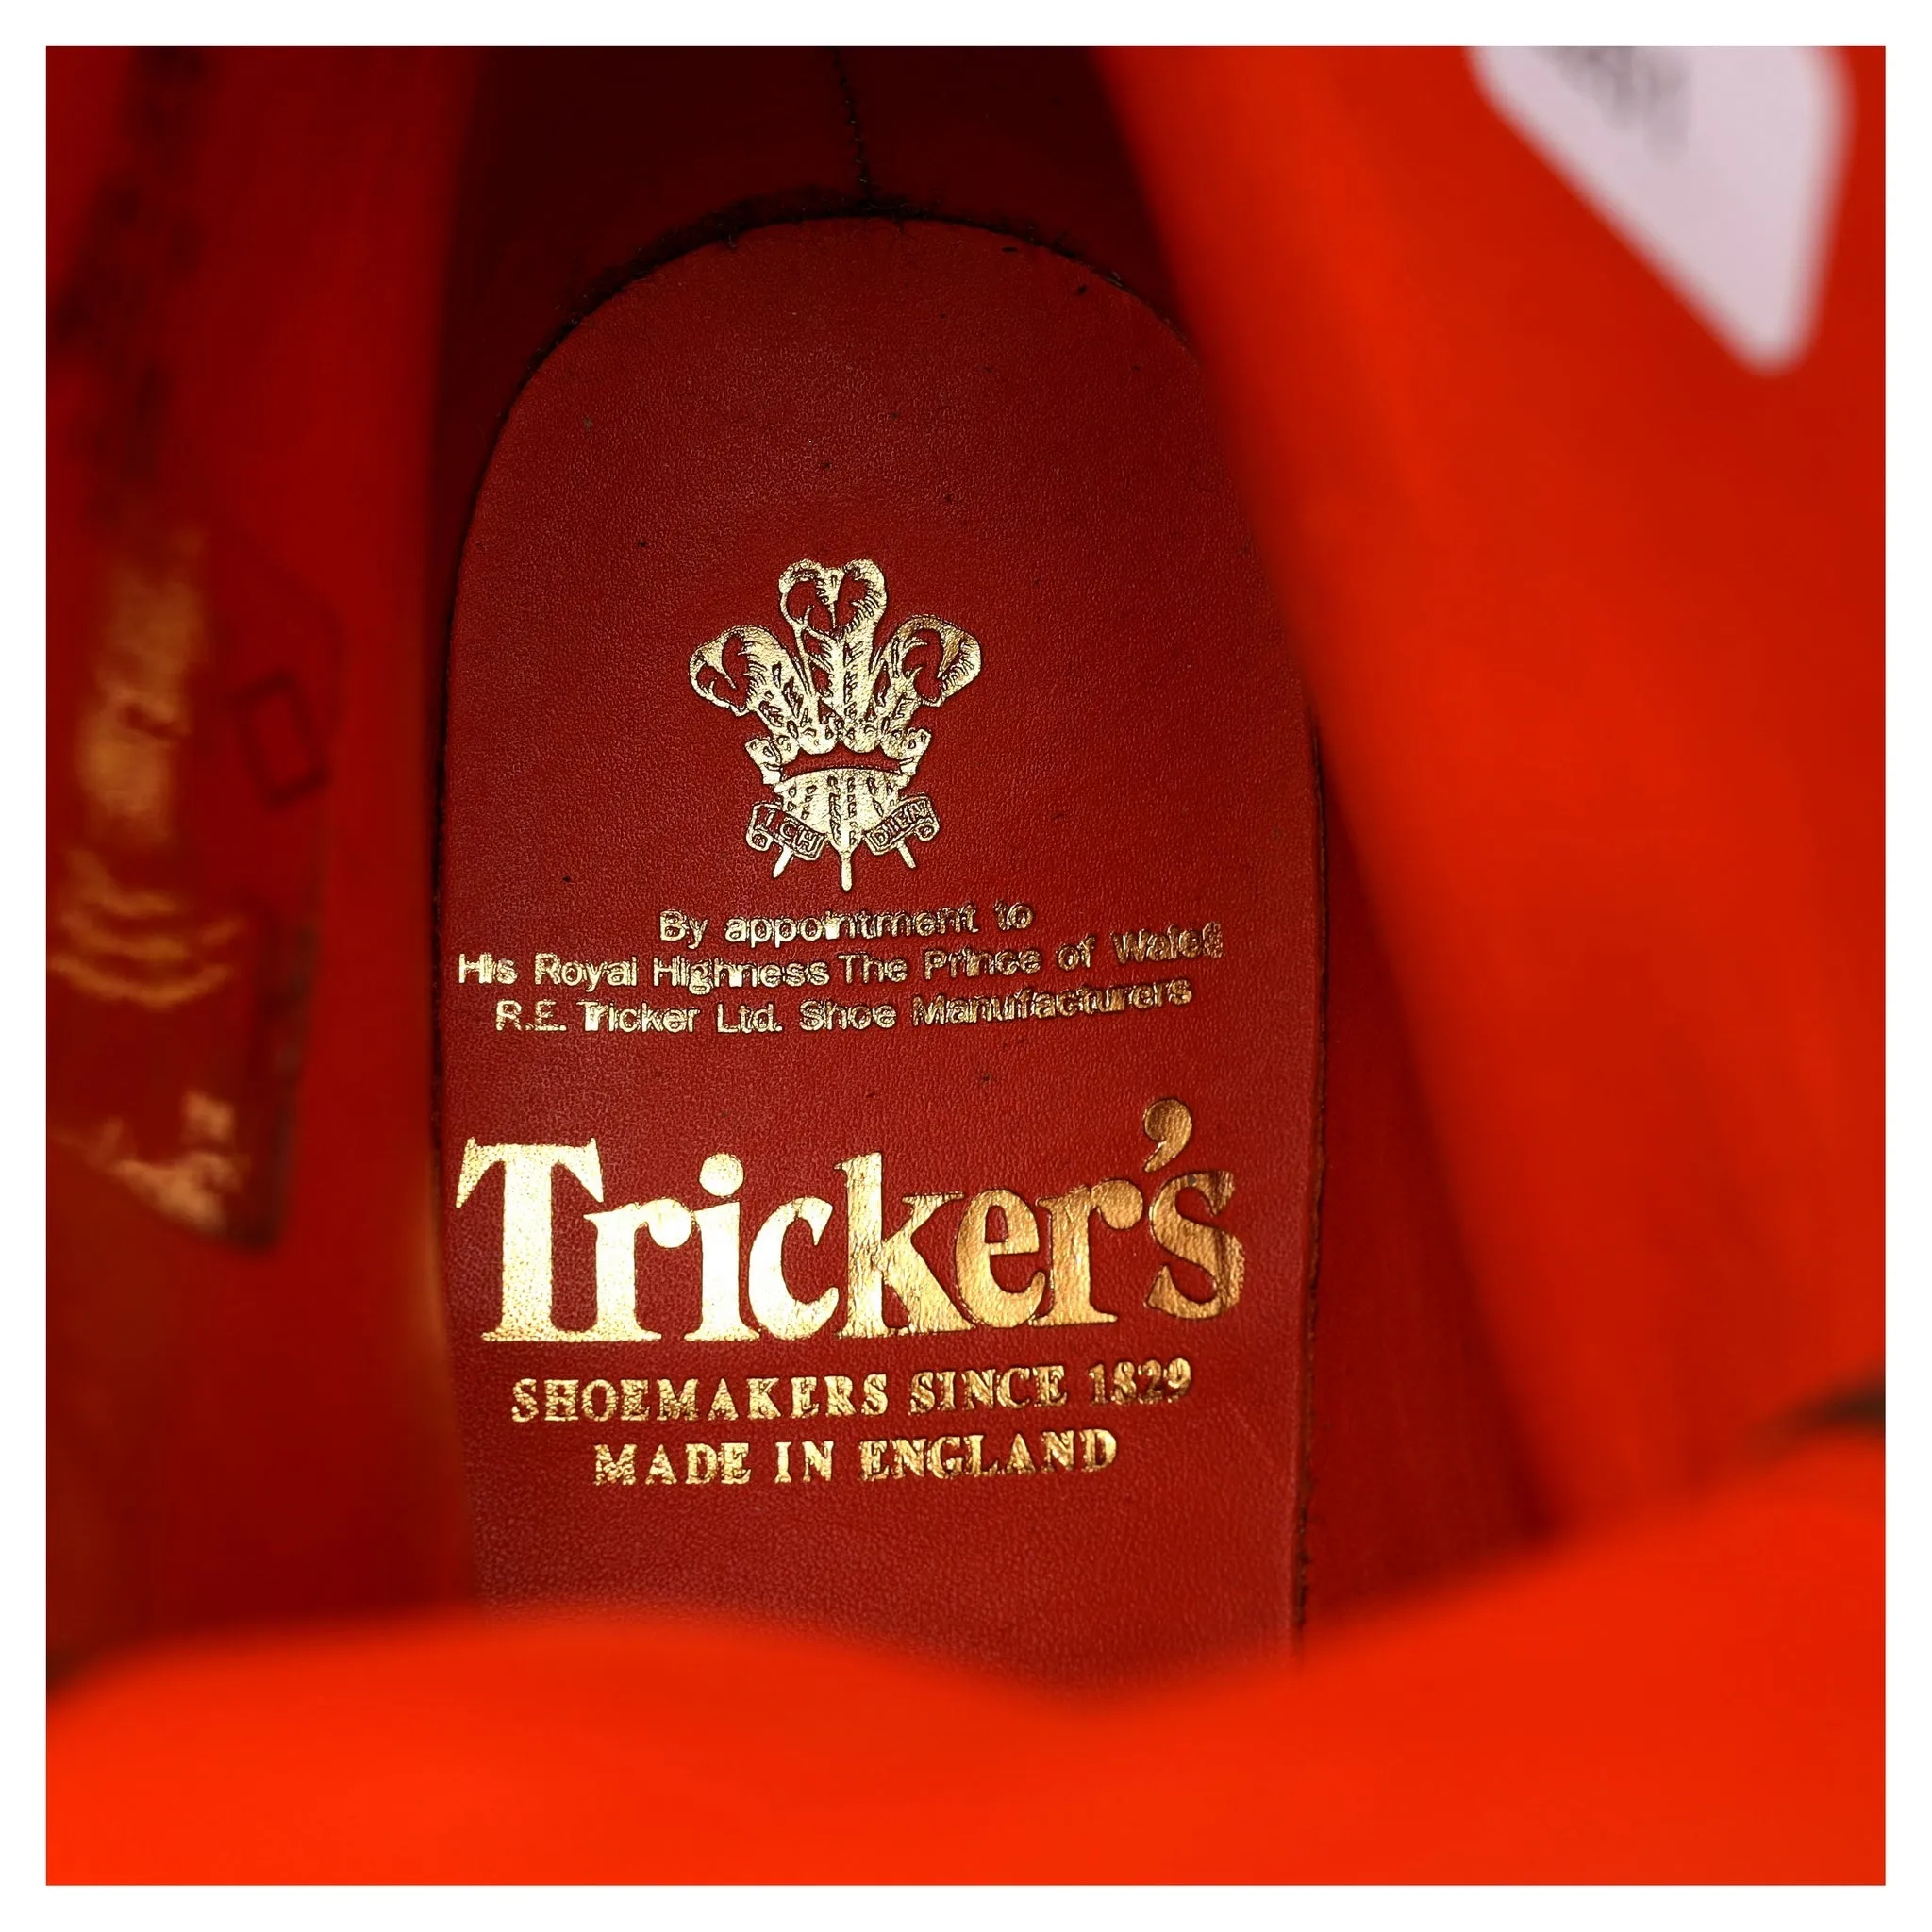 ICH DIEN
By appointment to
His Royal Highness The Prince of Wales
R.E. Tricker Ltd. Shoe Manufacturers
Tricker's
SHOEMAKERS SINCE 1829
MADE IN ENGLAND